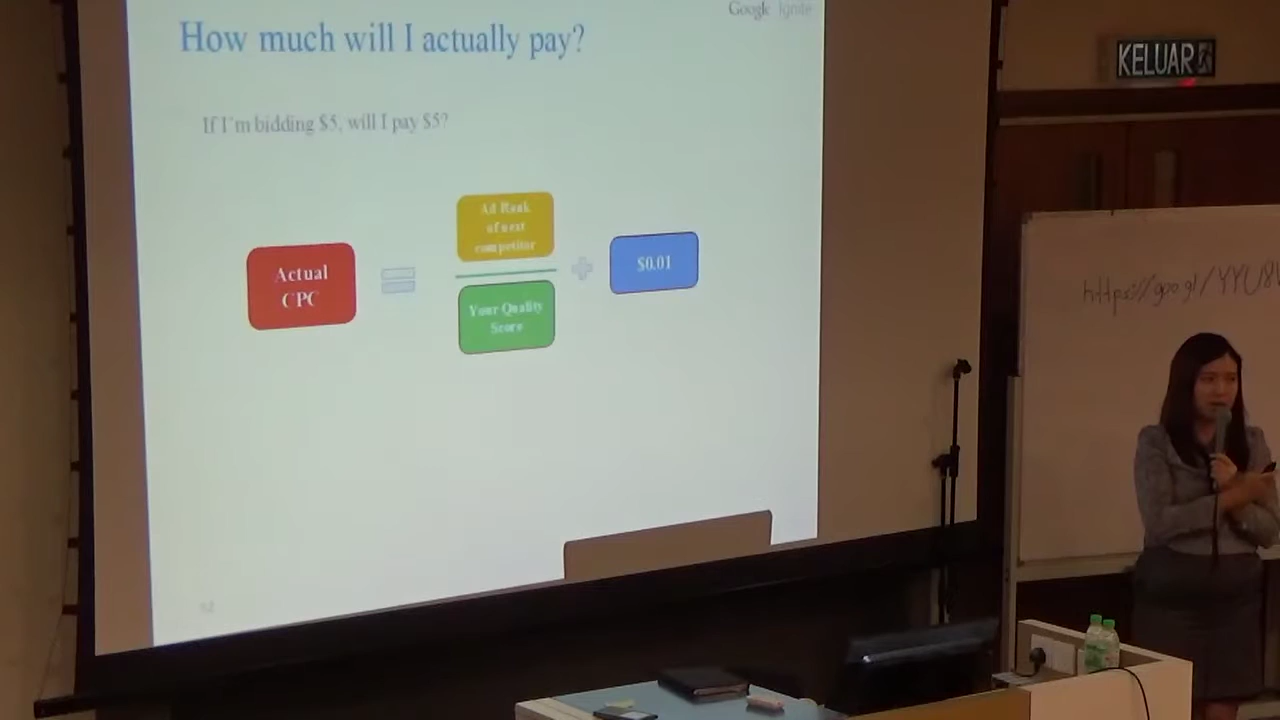 Google Ignite
How much will I actually pay?
If I'm bidding $5, will I pay $5?
Actual
CPC
Ad Rank
of next
competitor
Your Quality
Score
$0.01
KELUAR